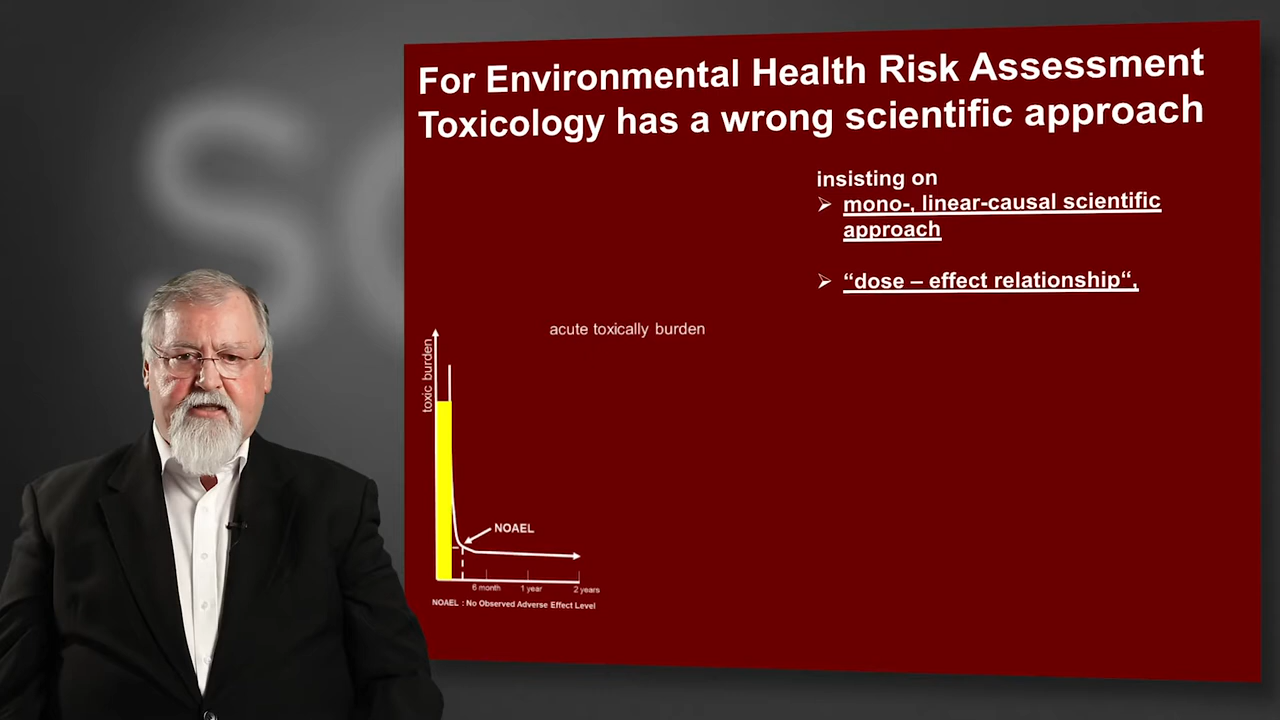 SC
For Environmental Health Risk Assessment
Toxicology has a wrong scientific approach
insisting on
➢ mono-, linear-causal scientific
approach
➢ “dose – effect relationship“,
acute toxically burden
toxic burden
NOAEL
6 month 1 year 2 years
NOAEL : No Observed Adverse Effect Level